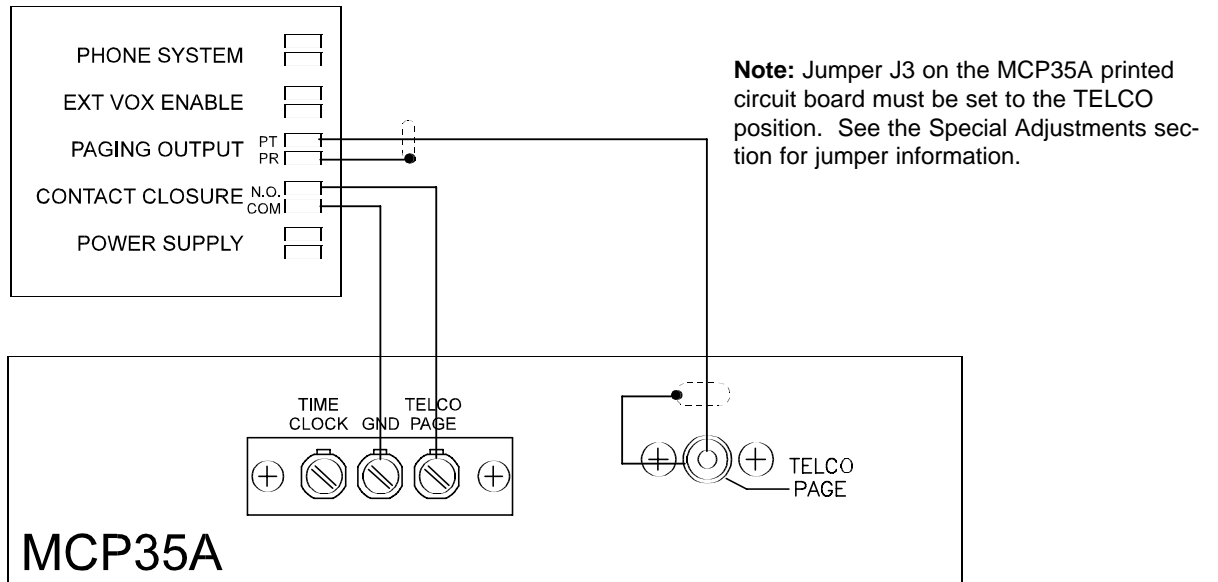 PHONE SYSTEM
EXT VOX ENABLE
PAGING OUTPUT PT
PR
CONTACT CLOSURE N.O.
COM
POWER SUPPLY
Note: Jumper J3 on the MCP35A printed
circuit board must be set to the TELCO
position. See the Special Adjustments sec-
tion for jumper information.
TIME
CLOCK
GND
TELCO
PAGE
TELCO
PAGE
MCP35A